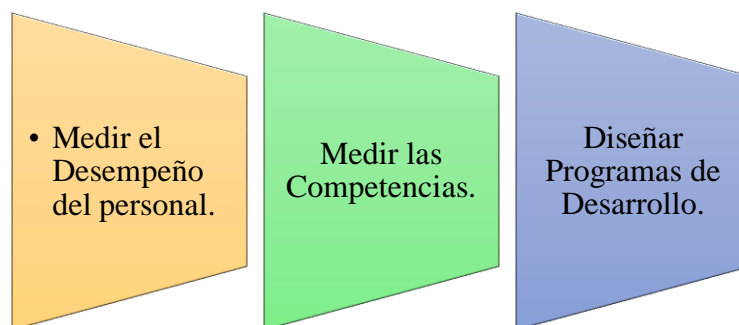 • Medir el
Desempeño
del personal.
Medir las
Competencias.
Diseñar
Programas de
Desarrollo.